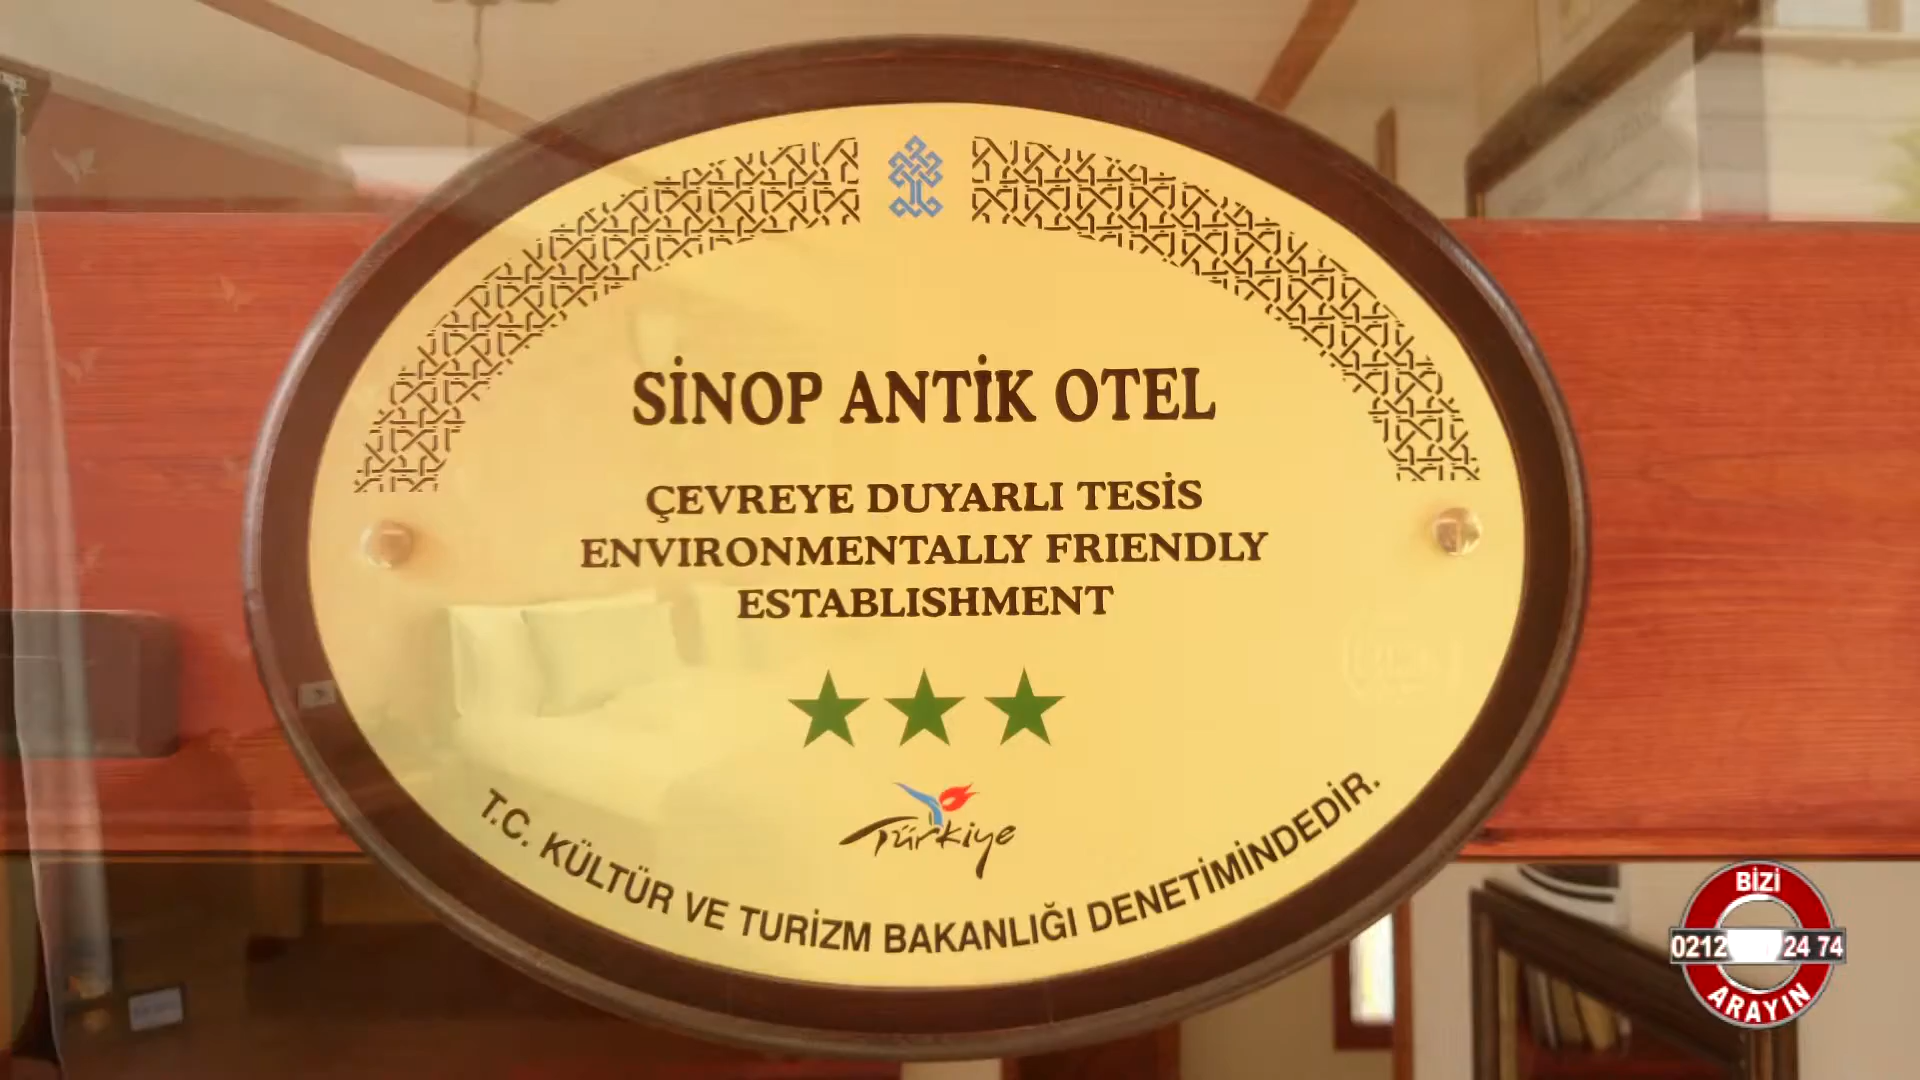 SİNOP ANTİK OTEL
ÇEVREYE DUYARLI TESİS
ENVIRONMENTALLY FRIENDLY
ESTABLISHMENT
Türkiye
T.C. KÜLTÜR VE TURİZM BAKANLIĞI DENETİMİNDEDİR.
BİZİ
0212 24 74
ARAYIN